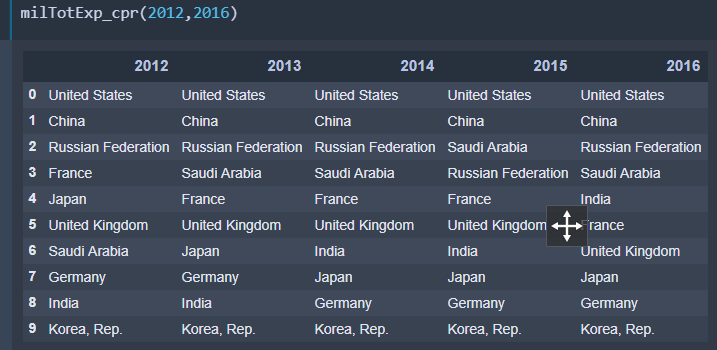 milTotExp_cpr(2012,2016)
2012 2013 2014 2015 2016
0 United States United States United States United States United States
1 China China China China China
2 Russian Federation Russian Federation Russian Federation Saudi Arabia Russian Federation
3 France Saudi Arabia Saudi Arabia Russian Federation Saudi Arabia
4 Japan France France France India
5 United Kingdom United Kingdom United Kingdom United Kingdom France
6 Saudi Arabia Japan India India United Kingdom
7 Germany Germany Japan Japan Japan
8 India India Germany Germany Germany
9 Korea, Rep. Korea, Rep. Korea, Rep. Korea, Rep. Korea, Rep.